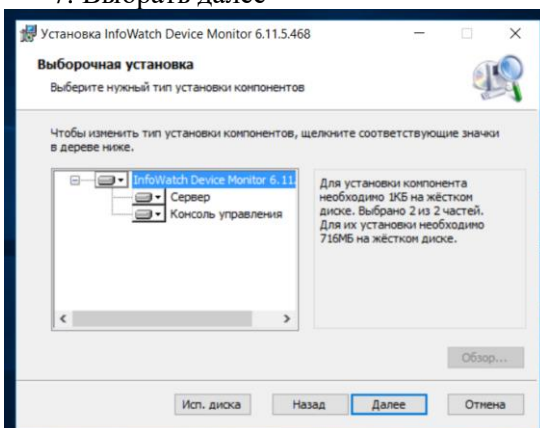 7. Выбрать далее
Установка InfoWatch Device Monitor 6.11.5.468
Выборочная установка
Выберите нужный тип установки компонентов
Чтобы изменить тип установки компонентов, щелкните соответствующие значки
в дереве ниже.
InfoWatch Device Monitor 6.11.
Сервер
Консоль управления
Для установки компонента
необходимо 1КБ на жёстком
диске. Выбрано 2 из 2
частей.
Для их установки необходимо
716МБ на жёстком диске.
Обзор...
Исп. диска
Назад
Далее
Отмена